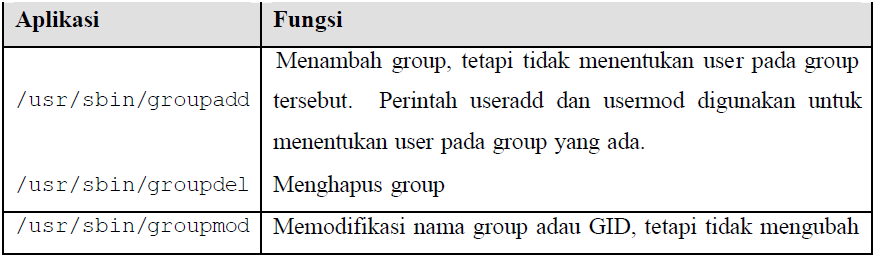 Aplikasi Fungsi
Menambah group, tetapi tidak menentukan user pada group
/usr/sbin/groupadd tersebut. Perintah useradd dan usermod digunakan untuk
menentukan user pada group yang ada.
/usr/sbin/groupdel Menghapus group
/usr/sbin/groupmod Memodifikasi nama group adau GID, tetapi tidak mengubah